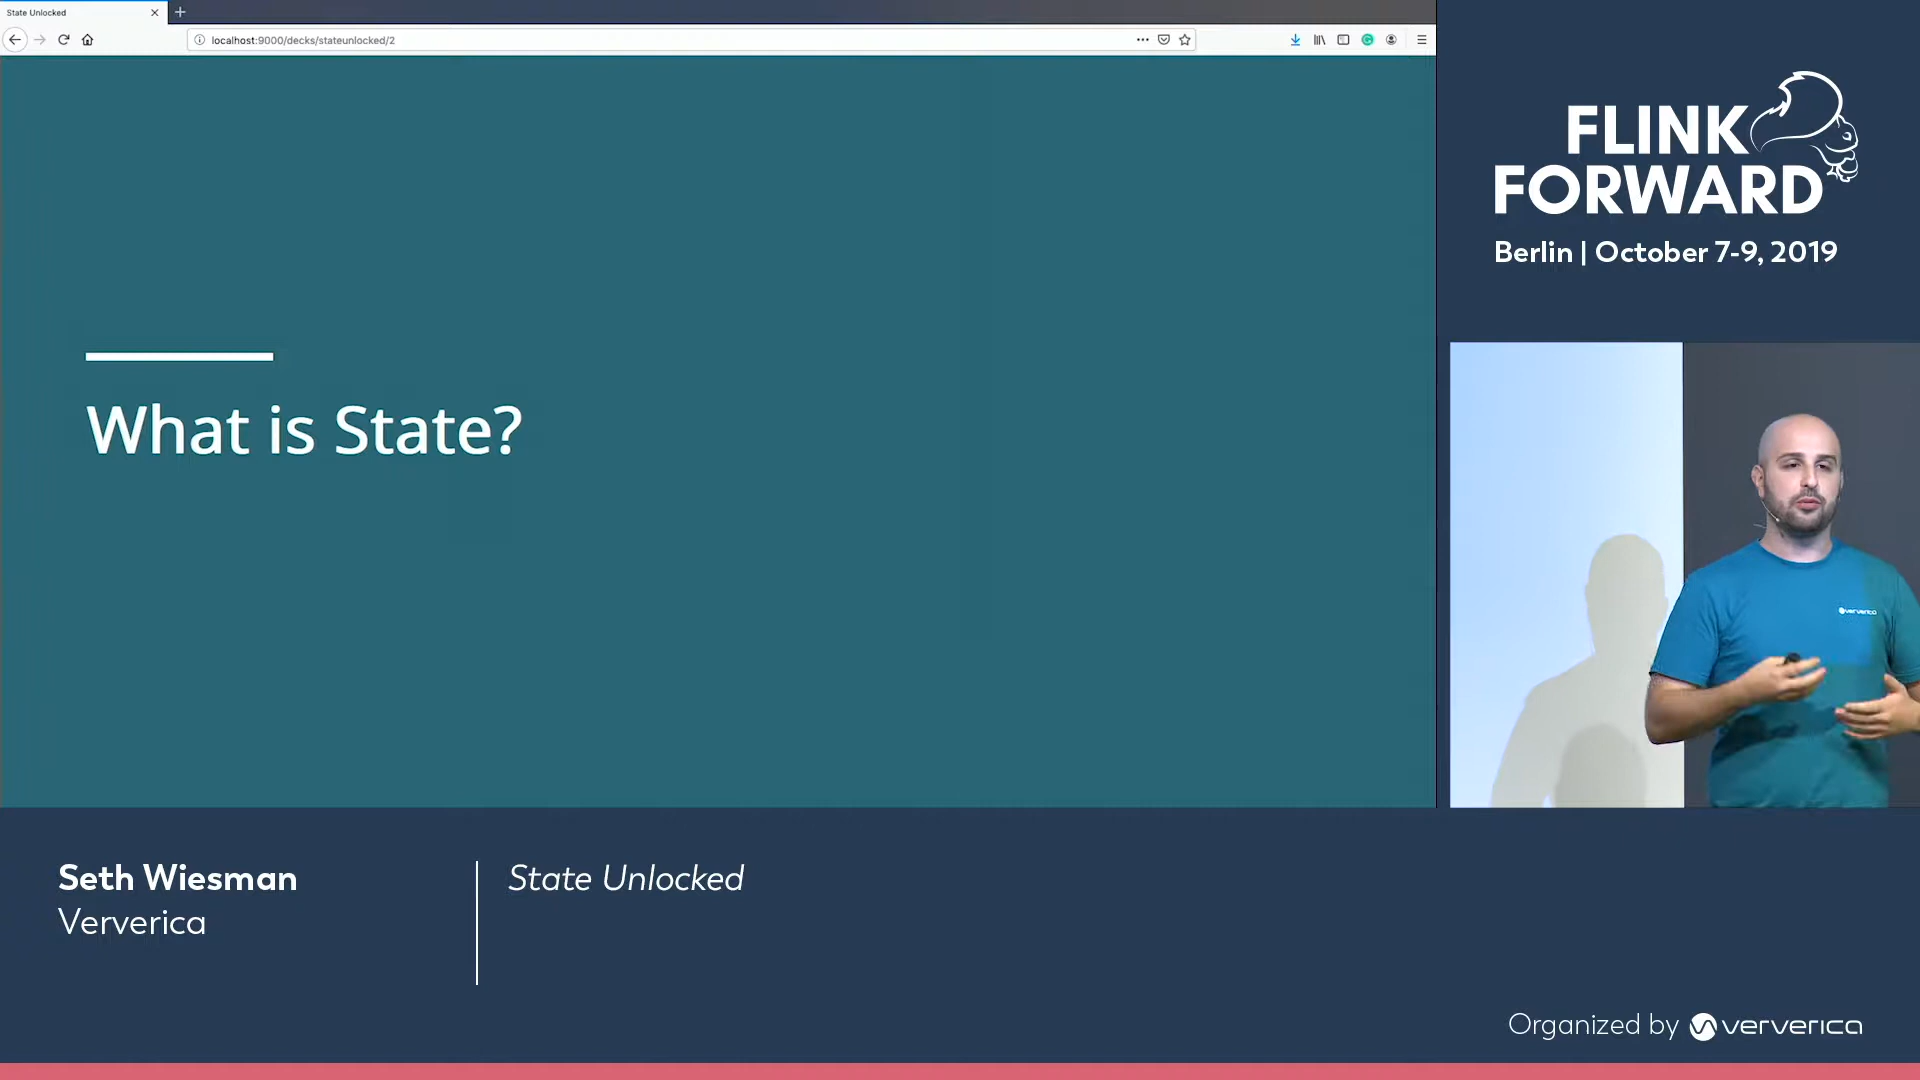 State Unlocked
localhost:9000/decks/stateunlocked/2
What is State?
FLINK
FORWARD
Berlin | October 7-9, 2019
ververica
Seth Wiesman
Ververica
State Unlocked
Organized by ververica